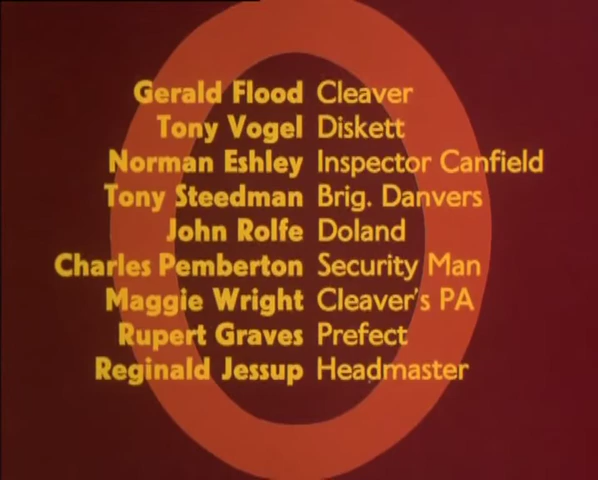 Gerald Flood Cleaver
Tony Vogel Diskett
Norman Eshley Inspector Canfield
Tony Steedman Brig. Danvers
John Rolfe Doland
Charles Pemberton Security Man
Maggie Wright Cleaver's PA
Rupert Graves Prefect
Reginald Jessup Headmaster